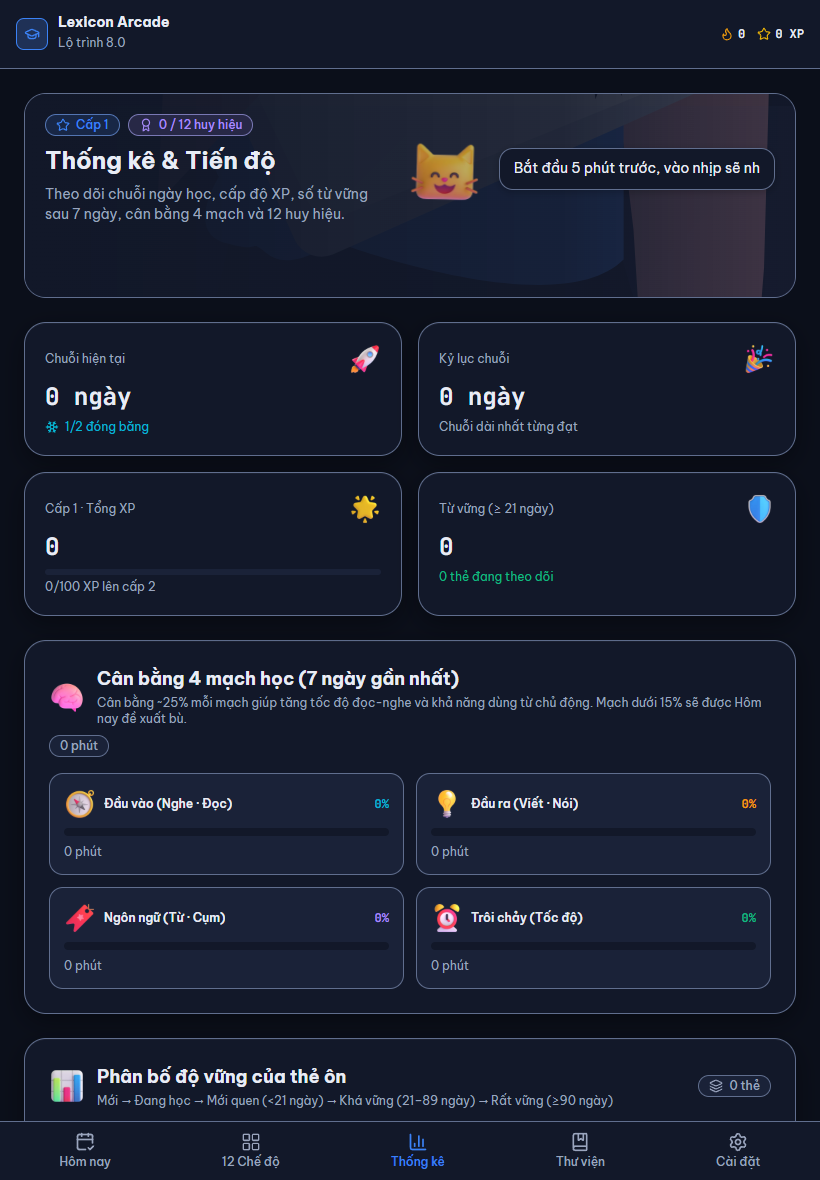 Lexicon Arcade
Lộ trình 8.0
0
0 XP
Cấp 1
0 / 12 huy hiệu
Thống kê & Tiến độ
Theo dõi chuỗi ngày học, cấp độ XP, số từ vững
sau 7 ngày, cân bằng 4 mạch và 12 huy hiệu.
Bắt đầu 5 phút trước, vào nhịp sẽ nh
Chuỗi hiện tại
0 ngày
1/2 đóng băng
Kỷ lục chuỗi
0 ngày
Chuỗi dài nhất từng đạt
Cấp 1 · Tổng XP
0
0/100 XP lên cấp 2
Từ vững (≥ 21 ngày)
0
0 thẻ đang theo dõi
Cân bằng 4 mạch học (7 ngày gần nhất)
Cân bằng ~25% mỗi mạch giúp tăng tốc độ đọc-nghe và khả năng dùng từ chủ động. Mạch dưới 15% sẽ được Hôm
nay đề xuất bù.
0 phút
Đầu vào (Nghe · Đọc)
0%
0 phút
Đầu ra (Viết · Nói)
0%
0 phút
Ngôn ngữ (Từ · Cụm)
0%
0 phút
Trôi chảy (Tốc độ)
0%
0 phút
Phân bố độ vững của thẻ ôn
Mới → Đang học → Mới quen (<21 ngày) → Khá vững (21–89 ngày) → Rất vững (≥90 ngày)
0 thẻ
Hôm nay
12 Chế độ
Thống kê
Thư viện
Cài đặt